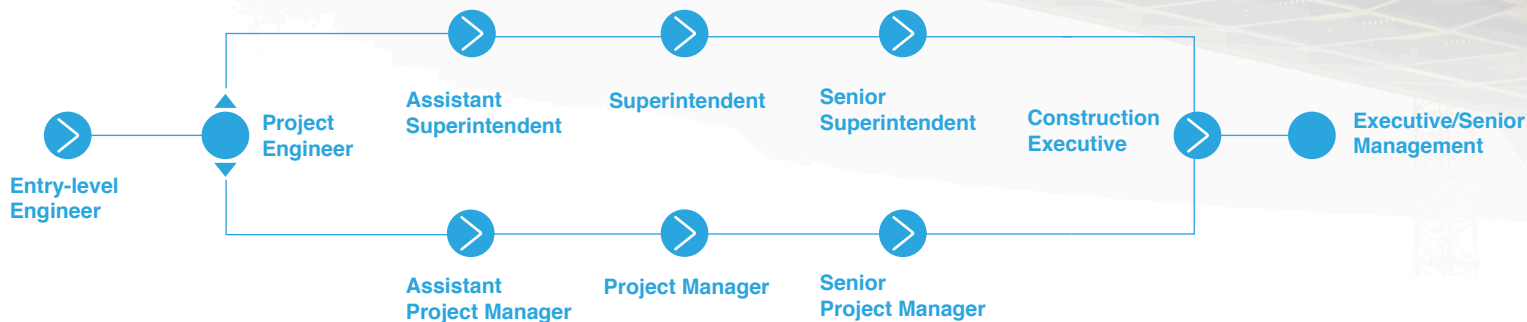 Entry-level
Engineer
Project
Engineer
Assistant
Superintendent
Superintendent
Senior
Superintendent
Assistant
Project Manager
Project Manager
Senior
Project Manager
Construction
Executive
Executive/Senior
Management